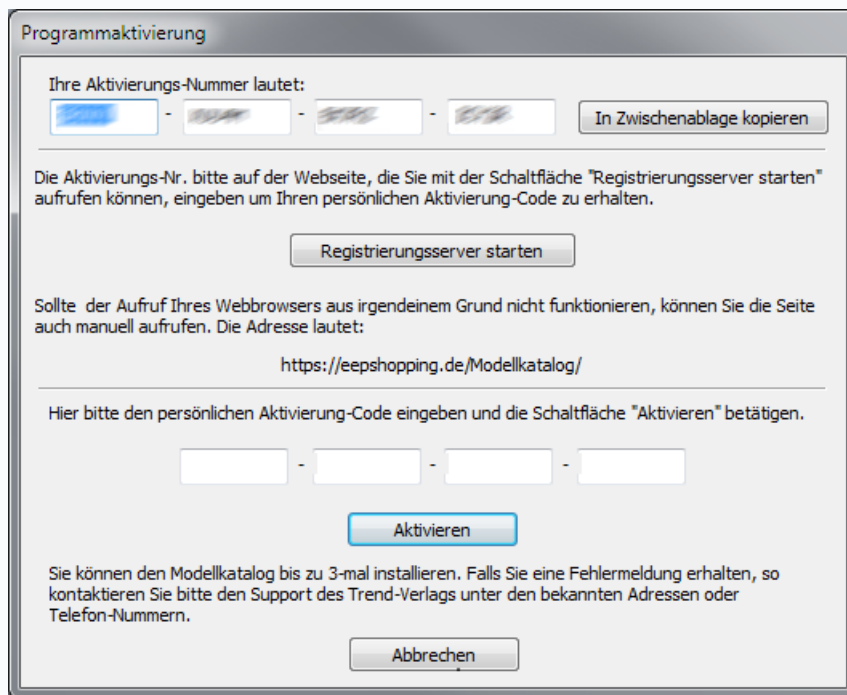 Programmaktivierung
Ihre Aktivierungs-Nummer lautet:
- - -
In Zwischenablage kopieren
Die Aktivierungs-Nr. bitte auf der Webseite, die Sie mit der Schaltfläche "Registrierungsserver starten"
aufrufen können, eingeben um Ihren persönlichen Aktivierung-Code zu erhalten.
Registrierungsserver starten
Sollte der Aufruf Ihres Webbrowsers aus irgendeinem Grund nicht funktionieren, können Sie die Seite
auch manuell aufrufen. Die Adresse lautet:
https://eepshopping.de/Modellkatalog/
Hier bitte den persönlichen Aktivierung-Code eingeben und die Schaltfläche "Aktivieren" betätigen.
- - -
Aktivieren
Sie können den Modellkatalog bis zu 3-mal installieren. Falls Sie eine Fehlermeldung erhalten, so
kontaktieren Sie bitte den Support des Trend-Verlags unter den bekannten Adressen oder
Telefon-Nummern.
Abbrechen